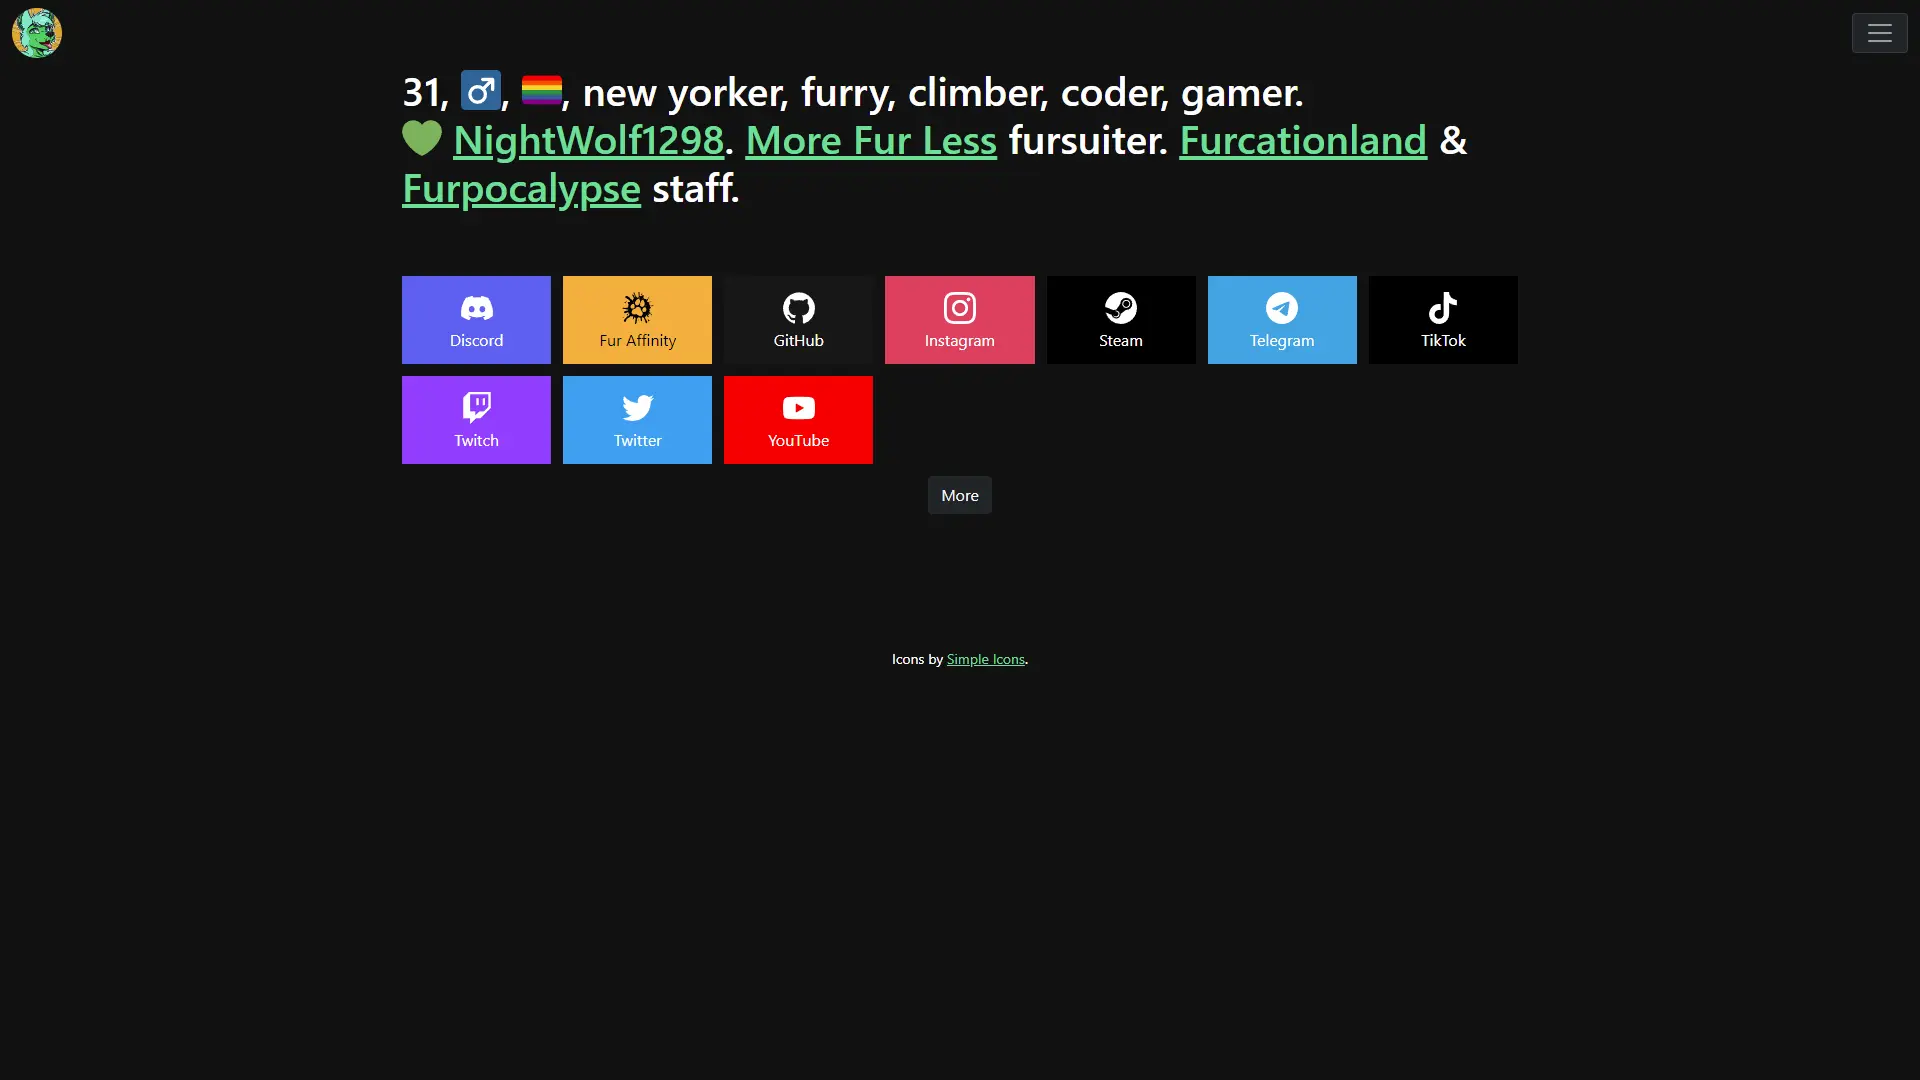 31, ♂️, 🏳️‍🌈, new yorker, furry, climber, coder, gamer.
💚 NightWolf1298. More Fur Less fursuiter. Furcationland &
Furpocalypse staff.
Discord
Fur Affinity
GitHub
Instagram
Steam
Telegram
TikTok
Twitch
Twitter
YouTube
More
Icons by Simple Icons.